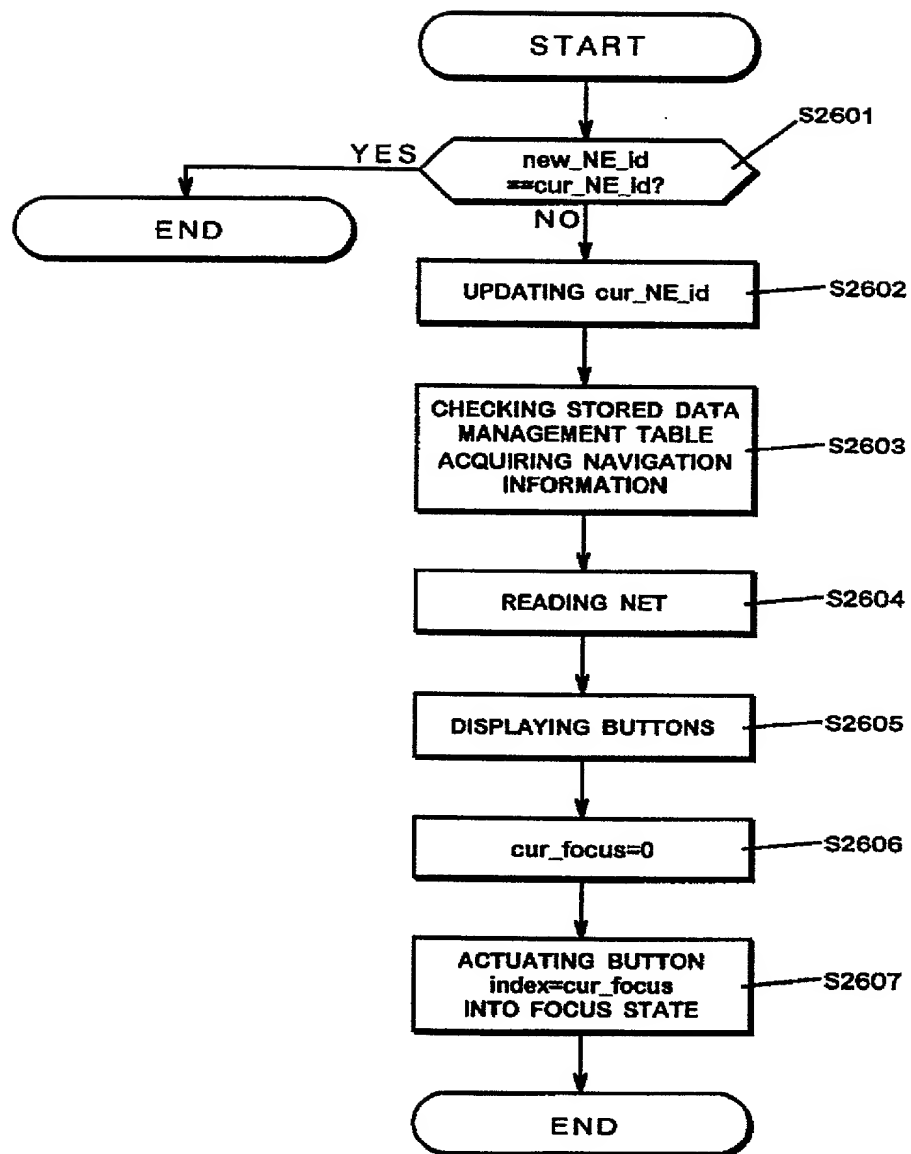 START
S2601
YES
new_NE_id
==cur_NE_id?
END
NO
UPDATING cur_NE_id
S2602
CHECKING STORED DATA
MANAGEMENT TABLE
ACQUIRING NAVIGATION
INFORMATION
S2603
READING NET
S2604
DISPLAYING BUTTONS
S2605
cur_focus=0
S2606
ACTUATING BUTTON
index=cur_focus
INTO FOCUS STATE
S2607
END